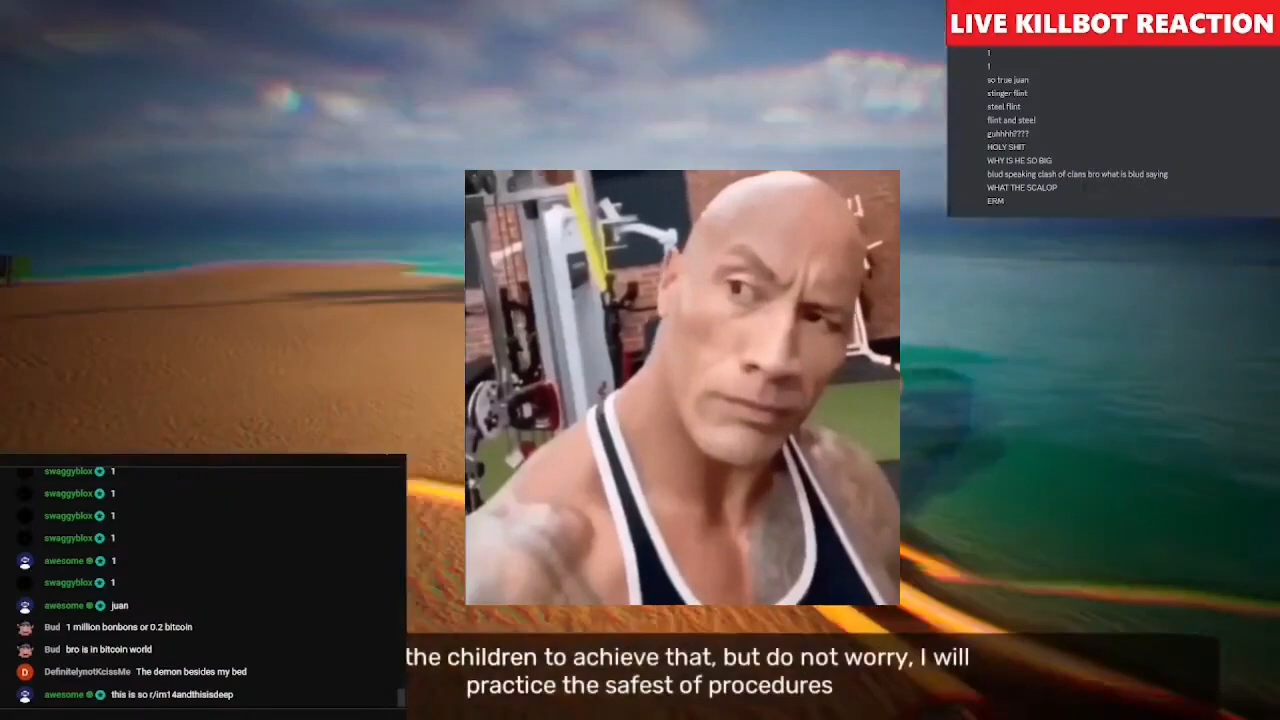 LIVE KILLBOT REACTION
1
!
so true juan
stinger flint
steel flint
flint and steel
guhhhh????
HOLY SHIT
WHY IS HE SO BIG
blud speaking clash of clans bro what is blud saying
WHAT THE SCALOP
ERM
swaggyblox 1
swaggyblox 1
swaggyblox 1
swaggyblox 1
awesome 1
swaggyblox 1
awesome juan
Bud 1 million bonbons or 0.2 bitcoin
Bud bro is in bitcoin world
DefinitelynotKcissMe The demon besides my bed
awesome this is so r/im14andthisisdeep
the children to achieve that, but do not worry, I will
practice the safest of procedures